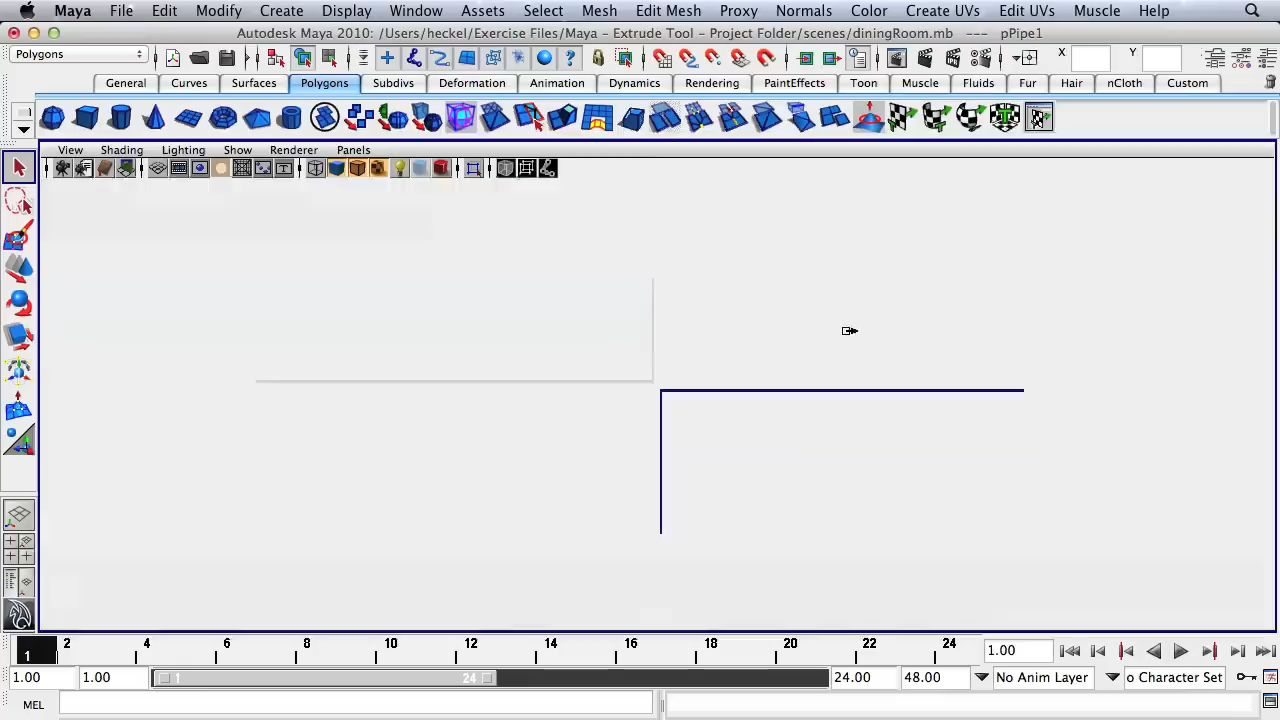 Maya File Edit Modify Create Display Window Assets Select Mesh Edit Mesh Proxy Normals Color Create UVs Edit UVs Muscle Help
Autodesk Maya 2010: /Users/heckel/Exercise Files/Maya - Extrude Tool - Project Folder/scenes/diningRoom.mb --- pPipe1
Polygons X Y
General Curves Surfaces Polygons Subdivs Deformation Animation Dynamics Rendering PaintEffects Toon Muscle Fluids Fur Hair nCloth Custom
View Shading Lighting Show Renderer Panels
1 2 4 6 8 10 12 14 16 18 20 22 24 1.00
1.00 1.00 1 24 24.00 48.00 No Anim Layer o Character Set
MEL